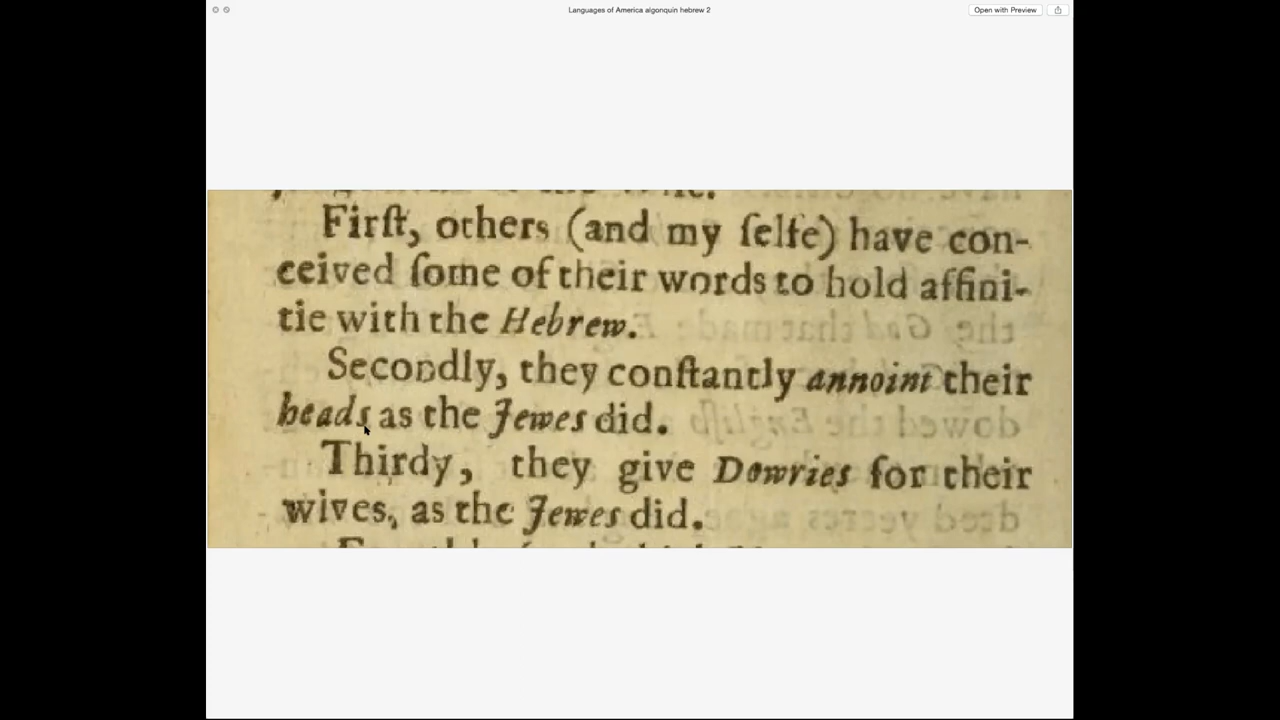 Languages of America algonquin hebrew 2
Open with Preview
Firſt, others (and my ſelfe) have con-
ceived ſome of their words to hold affini-
tie with the Hebrew.
Secondly, they conſtantly annoint their
heads as the Jewes did.
Thirdy, they give Dowries for their
wives, as the Jewes did.